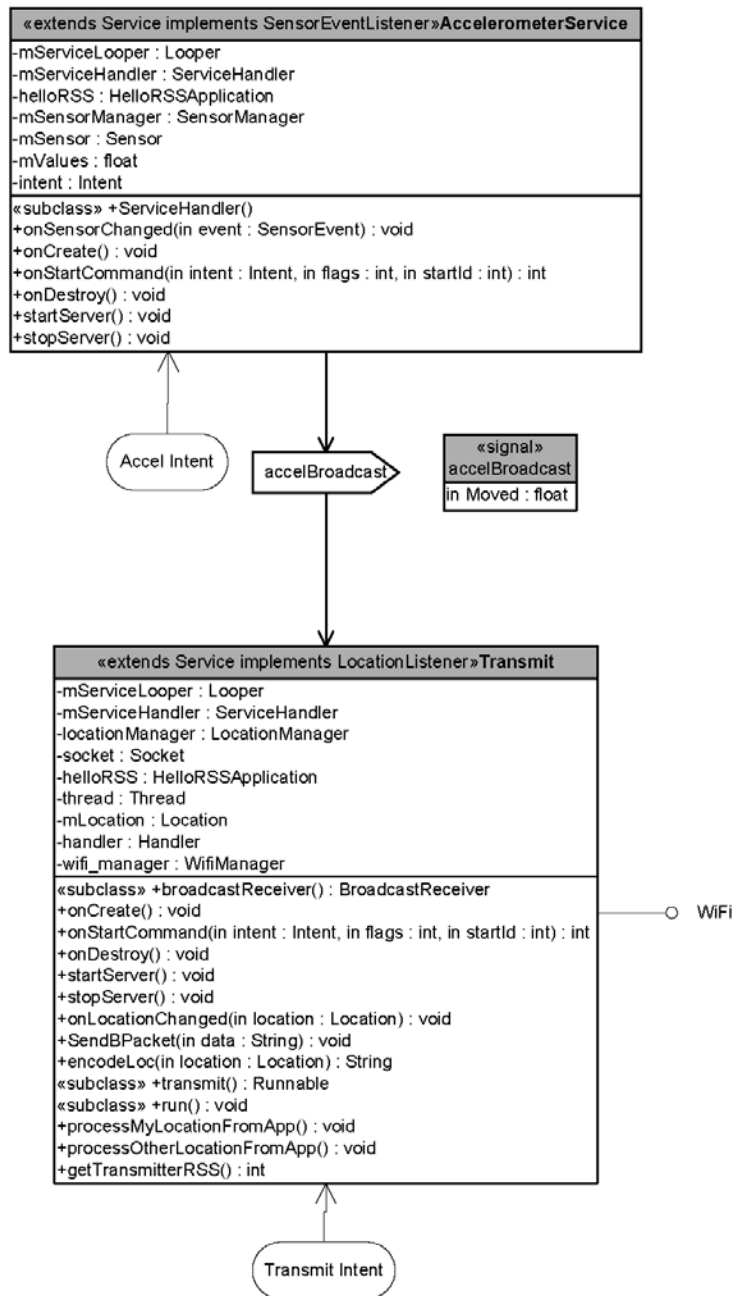 «extends Service implements SensorEventListener»AccelerometerService
-mServiceLooper : Looper
-mServiceHandler : ServiceHandler
-helloRSS : HelloRSSApplication
-mSensorManager : SensorManager
-mSensor : Sensor
-mValues : float
-intent : Intent
«subclass» +ServiceHandler()
+onSensorChanged(in event : SensorEvent) : void
+onCreate() : void
+onStartCommand(in intent : Intent, in flags : int, in startId : int) : int
+onDestroy() : void
+startServer() : void
+stopServer() : void
Accel Intent
accelBroadcast
«signal»
accelBroadcast
in Moved : float
«extends Service implements LocationListener»Transmit
-mServiceLooper : Looper
-mServiceHandler : ServiceHandler
-locationManager : LocationManager
-socket : Socket
-helloRSS : HelloRSSApplication
-thread : Thread
-mLocation : Location
-handler : Handler
-wifi_manager : WifiManager
«subclass» +broadcastReceiver() : BroadcastReceiver
+onCreate() : void
+onStartCommand(in intent : Intent, in flags : int, in startId : int) : int
+onDestroy() : void
+startServer() : void
+stopServer() : void
+onLocationChanged(in location : Location) : void
+SendBPacket(in data : String) : void
+encodeLoc(in location : Location) : String
«subclass» +transmit() : Runnable
«subclass» +run() : void
+processMyLocationFromApp() : void
+processOtherLocationFromApp() : void
+getTransmitterRSS() : int
WiFi
Transmit Intent